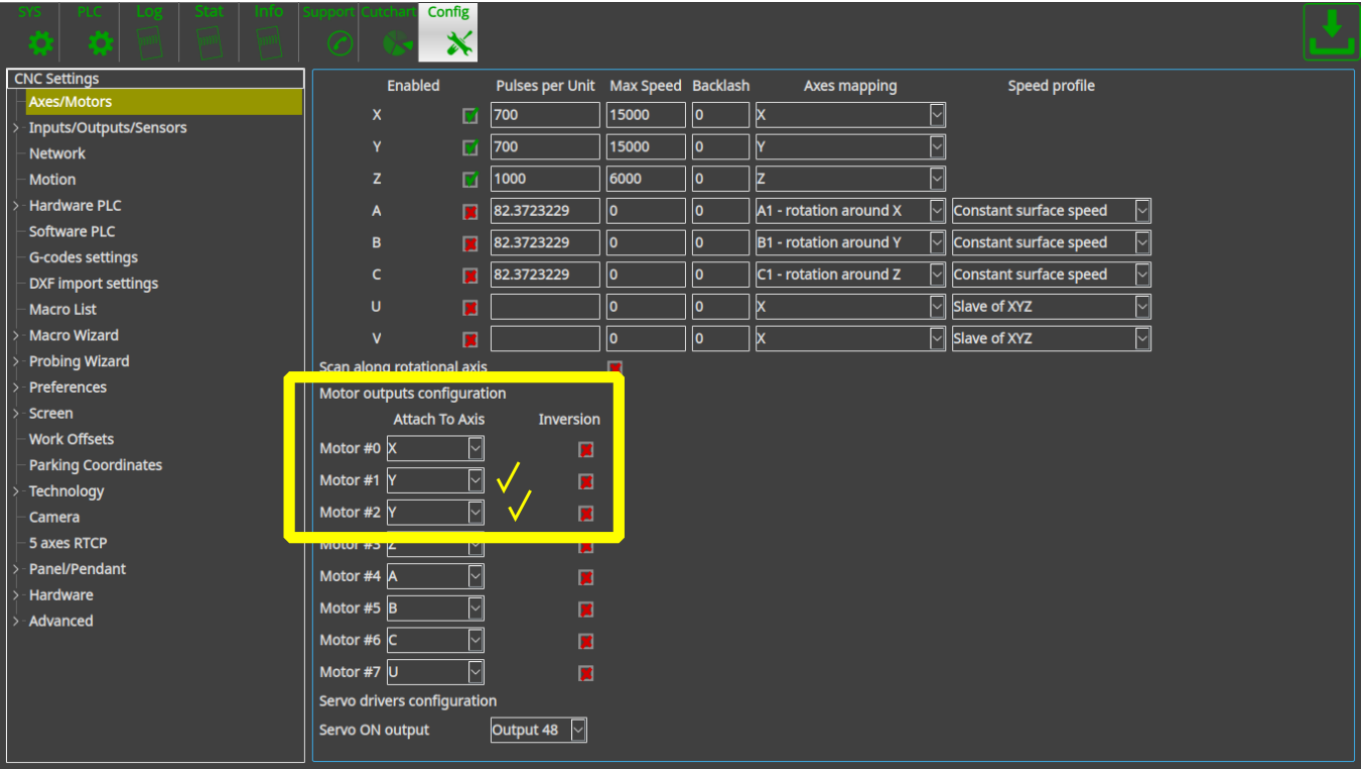 SYS PLC Log Stat Info Support Cutchart Config
CNC Settings
Axes/Motors
Inputs/Outputs/Sensors
Network
Motion
Hardware PLC
Software PLC
G-codes settings
DXF import settings
Macro List
Macro Wizard
Probing Wizard
Preferences
Screen
Work Offsets
Parking Coordinates
Technology
Camera
5 axes RTCP
Panel/Pendant
Hardware
Advanced
Enabled Pulses per Unit Max Speed Backlash Axes mapping Speed profile
X 700 15000 0 X
Y 700 15000 0 Y
Z 1000 6000 0 Z
A 82.3723229 0 0 A1 - rotation around X Constant surface speed
B 82.3723229 0 0 B1 - rotation around Y Constant surface speed
C 82.3723229 0 0 C1 - rotation around Z Constant surface speed
U 0 0 X Slave of XYZ
V 0 0 X Slave of XYZ
Scan along rotational axis
Motor outputs configuration
Attach To Axis Inversion
Motor #0 X
Motor #1 Y
Motor #2 Y
Motor #3 Z
Motor #4 A
Motor #5 B
Motor #6 C
Motor #7 U
Servo drivers configuration
Servo ON output Output 48